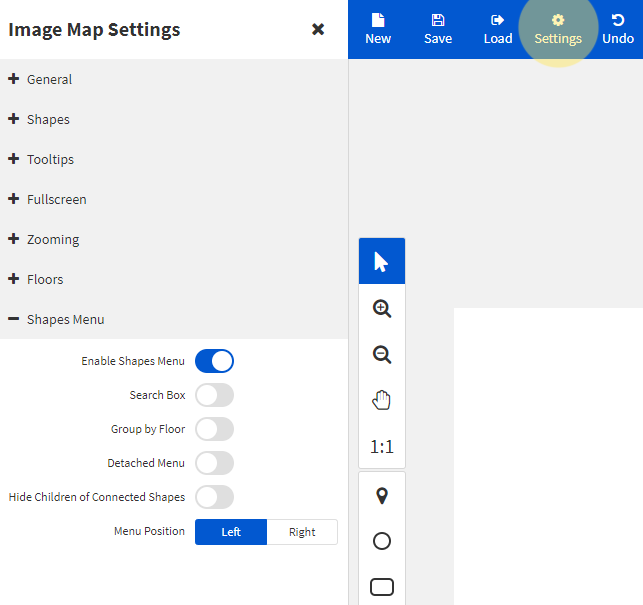 Image Map Settings
New
Save
Load
Settings
Undo
General
Shapes
Tooltips
Fullscreen
Zooming
Floors
Shapes Menu
Enable Shapes Menu
Search Box
Group by Floor
Detached Menu
Hide Children of Connected Shapes
Menu Position
Left
Right
1:1